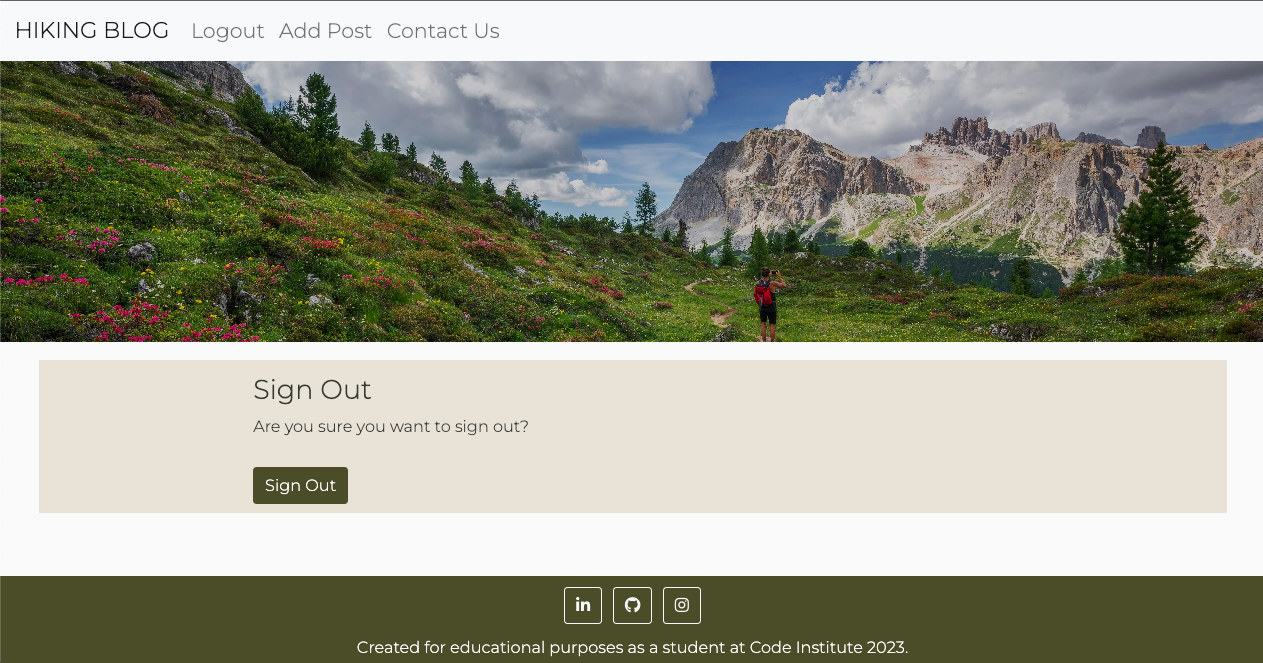 HIKING BLOG Logout Add Post Contact Us
Sign Out
Are you sure you want to sign out?
Sign Out
in
Created for educational purposes as a student at Code Institute 2023.